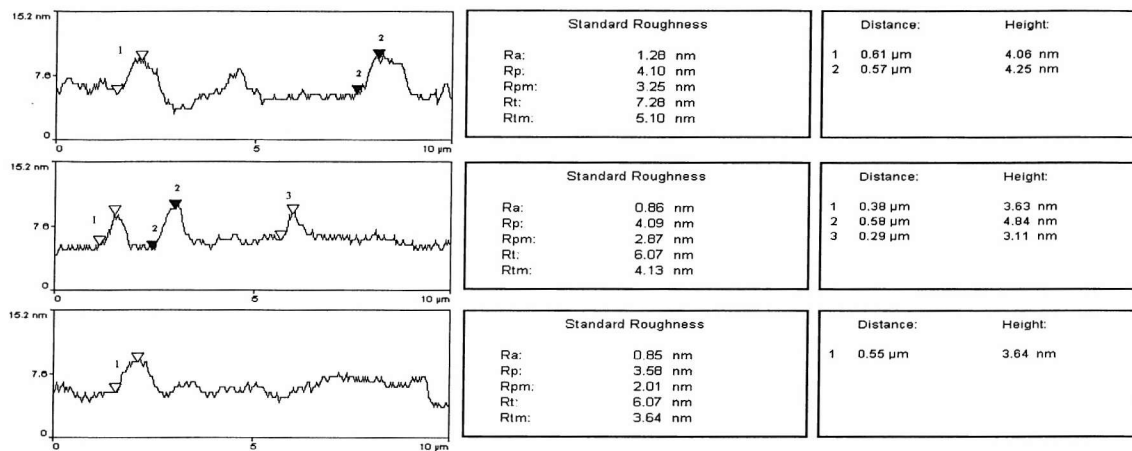 15.2 nm
7.6
0
0
5
10 µm
1
2
2
Standard Roughness
Ra: 1.28 nm
Rp: 4.10 nm
Rpm: 3.25 nm
Rt: 7.28 nm
Rtm: 5.10 nm
Distance: Height:
1 0.61 µm 4.06 nm
2 0.57 µm 4.25 nm
15.2 nm
7.6
0
0
5
10 µm
1
2
2
3
Standard Roughness
Ra: 0.86 nm
Rp: 4.09 nm
Rpm: 2.87 nm
Rt: 6.07 nm
Rtm: 4.13 nm
Distance: Height:
1 0.38 µm 3.63 nm
2 0.58 µm 4.84 nm
3 0.29 µm 3.11 nm
15.2 nm
7.6
0
0
5
10 µm
1
Standard Roughness
Ra: 0.85 nm
Rp: 3.58 nm
Rpm: 2.01 nm
Rt: 6.07 nm
Rtm: 3.64 nm
Distance: Height:
1 0.55 µm 3.64 nm